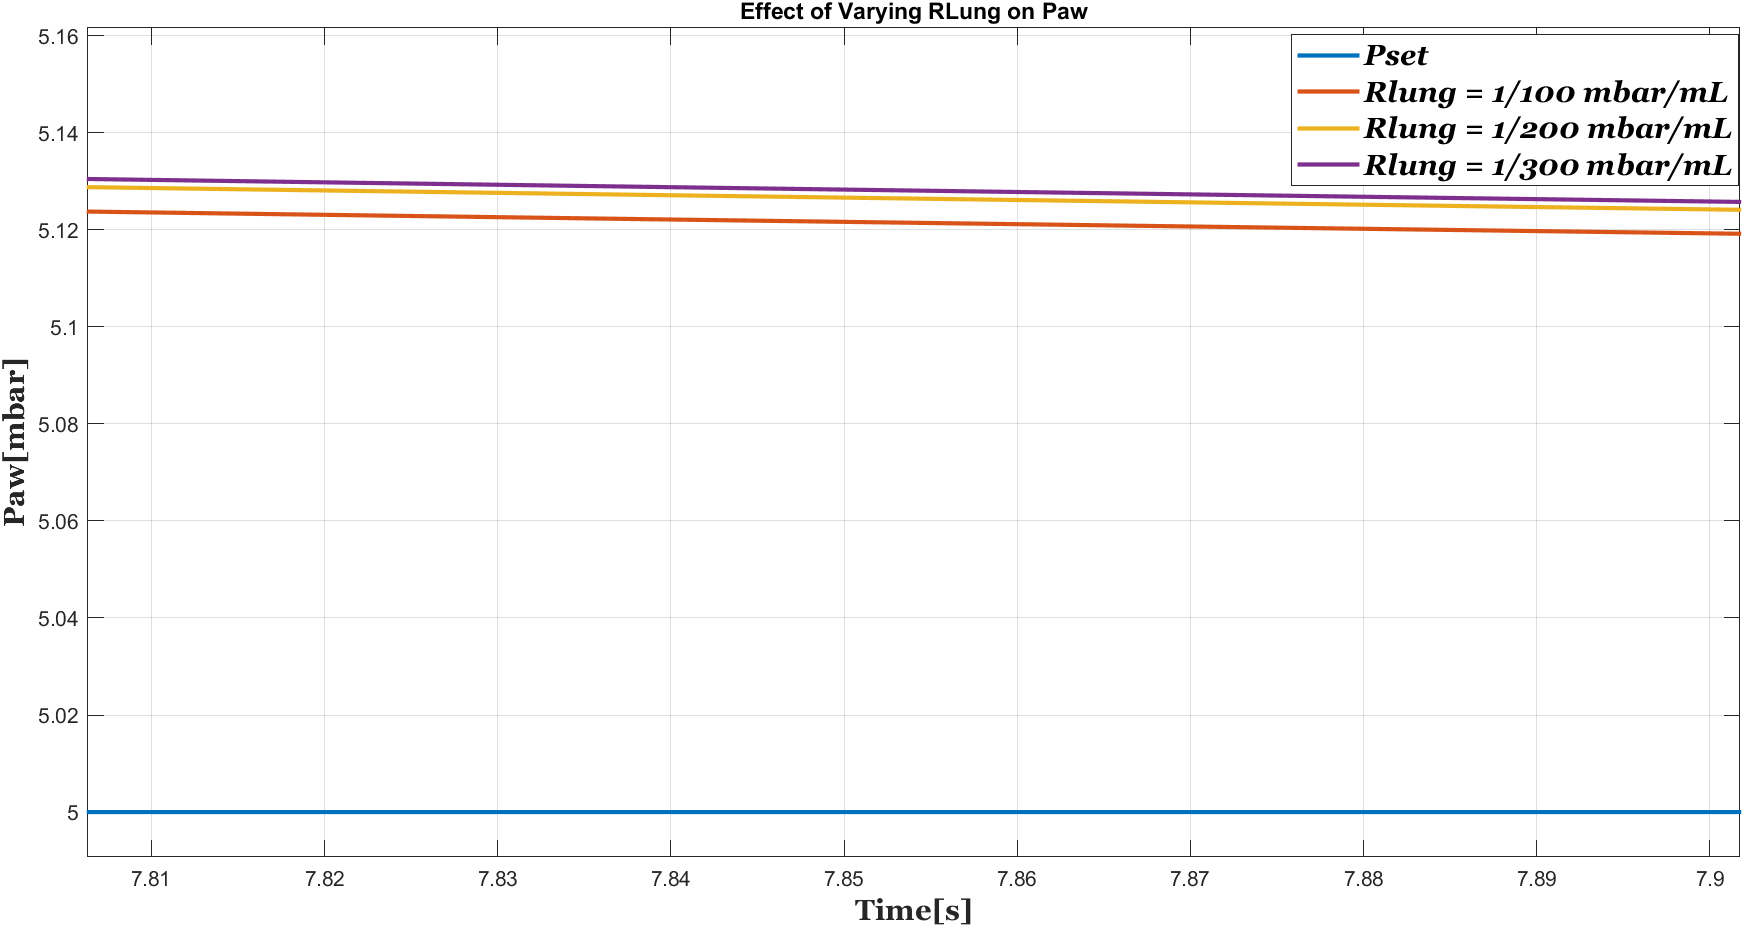 Effect of Varying RLung on Paw
5.16
5.14
5.12
5.1
5.08
5.06
5.04
5.02
5
Paw[mbar]
Pset
Rlung = 1/100 mbar/mL
Rlung = 1/200 mbar/mL
Rlung = 1/300 mbar/mL
7.81 7.82 7.83 7.84 7.85 7.86 7.87 7.88 7.89 7.9
Time[s]